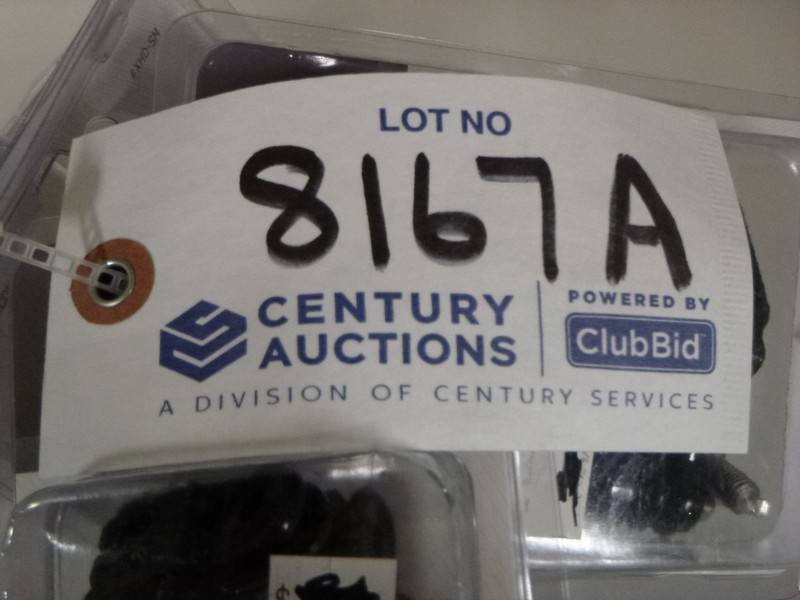 LOT NO
8167A
CENTURY AUCTIONS
POWERED BY
ClubBid
A DIVISION OF CENTURY SERVICES